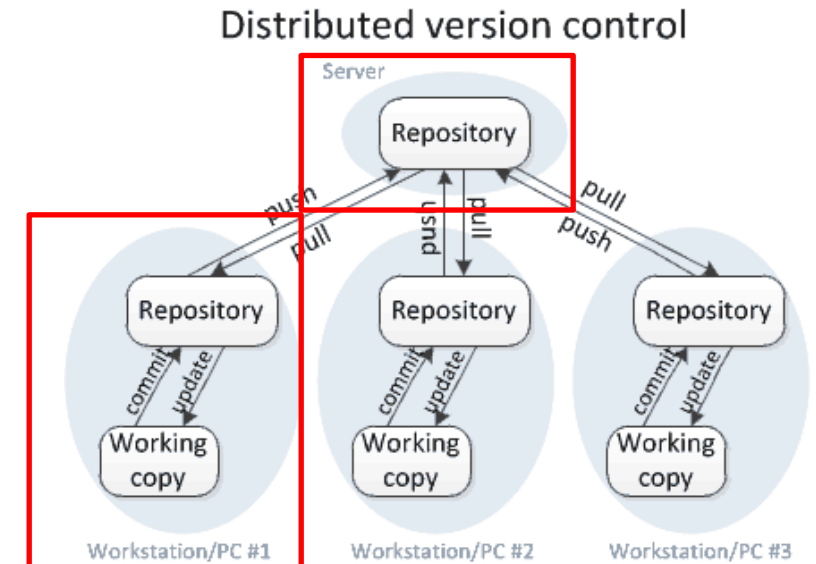 Distributed version control
Server
Repository
push
pull
push
pull
pull
push
Repository
Repository
Repository
commit
update
commit
update
commit
update
Working
copy
Working
copy
Working
copy
Workstation/PC #1
Workstation/PC #2
Workstation/PC #3